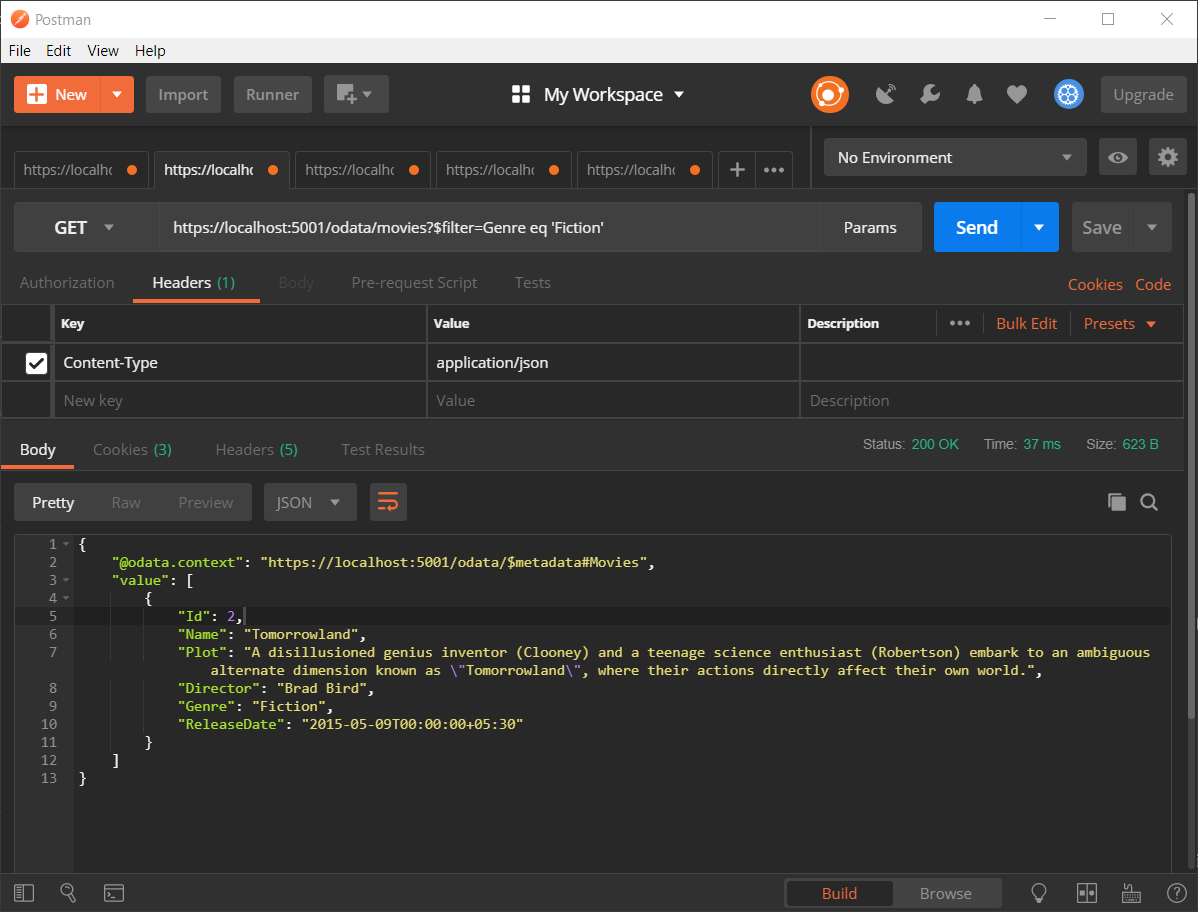 Postman
File Edit View Help
New Import Runner My Workspace Upgrade
https://localh https://localh https://localh https://localh https://localh No Environment
GET https://localhost:5001/odata/movies?$filter=Genre eq 'Fiction' Params Send Save
Authorization Headers (1) Body Pre-request Script Tests Cookies Code
Key Value Description Bulk Edit Presets
Content-Type application/json
New key Value Description
Body Cookies (3) Headers (5) Test Results Status: 200 OK Time: 37 ms Size: 623 B
Pretty Raw Preview JSON
1 {
2 "@odata.context": "https://localhost:5001/odata/$metadata#Movies",
3 "value": [
4 {
5 "Id": 2,
6 "Name": "Tomorrowland",
7 "Plot": "A disillusioned genius inventor (Clooney) and a teenage science enthusiast (Robertson) embark to an ambiguous
alternate dimension known as \"Tomorrowland\", where their actions directly affect their own world.",
8 "Director": "Brad Bird",
9 "Genre": "Fiction",
10 "ReleaseDate": "2015-05-09T00:00:00+05:30"
11 }
12 ]
13 }
Build Browse